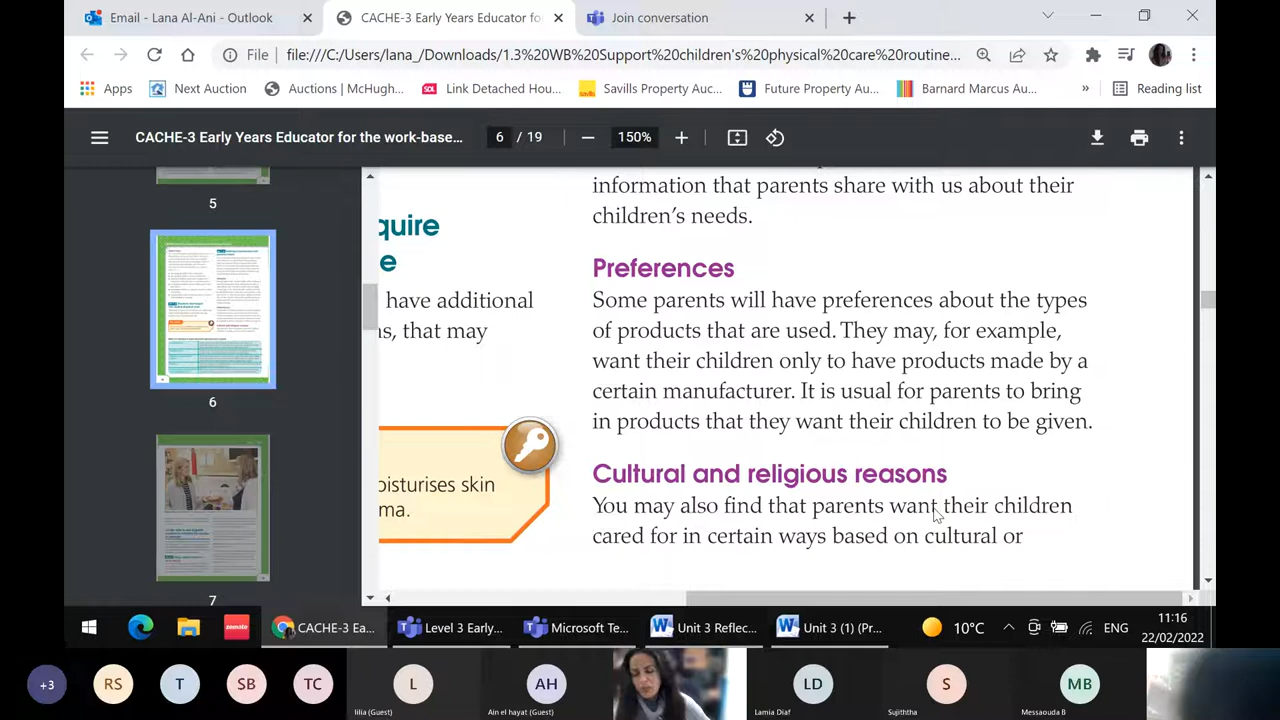 Email - Lana Al-Ani - Outlook
CACHE-3 Early Years Educator fo
Join conversation
File
file:///C:/Users/lana_/Downloads/1.3%20WB%20Support%20children's%20physical%20care%20routine...
Apps
Next Auction
Auctions | McHugh...
Link Detached Hou...
Savills Property Auc...
Future Property Au...
Barnard Marcus Au...
»
Reading list
CACHE-3 Early Years Educator for the work-base...
6 / 19
150%
5
6
7
quire
e
have additional
ns, that may
oisturises skin
ma.
information that parents share with us about their
children's needs.
Preferences
Some parents will have preferences about the types
of products that are used. They may, for example,
want their children only to have products made by a
certain manufacturer. It is usual for parents to bring
in products that they want their children to be given.
Cultural and religious reasons
You may also find that parents want their children
cared for in certain ways based on cultural or
zoomato
CACHE-3 Ea...
Level 3 Early...
Microsoft Te...
Unit 3 Reflec...
Unit 3 (1) (Pr...
10°C
ENG
11:16
22/02/2022
+3
RS
T
SB
TC
L
lilia (Guest)
AH
Ain el hayat (Guest)
LD
Lamia Diaf
S
Sujiththa
MB
Messaouda B